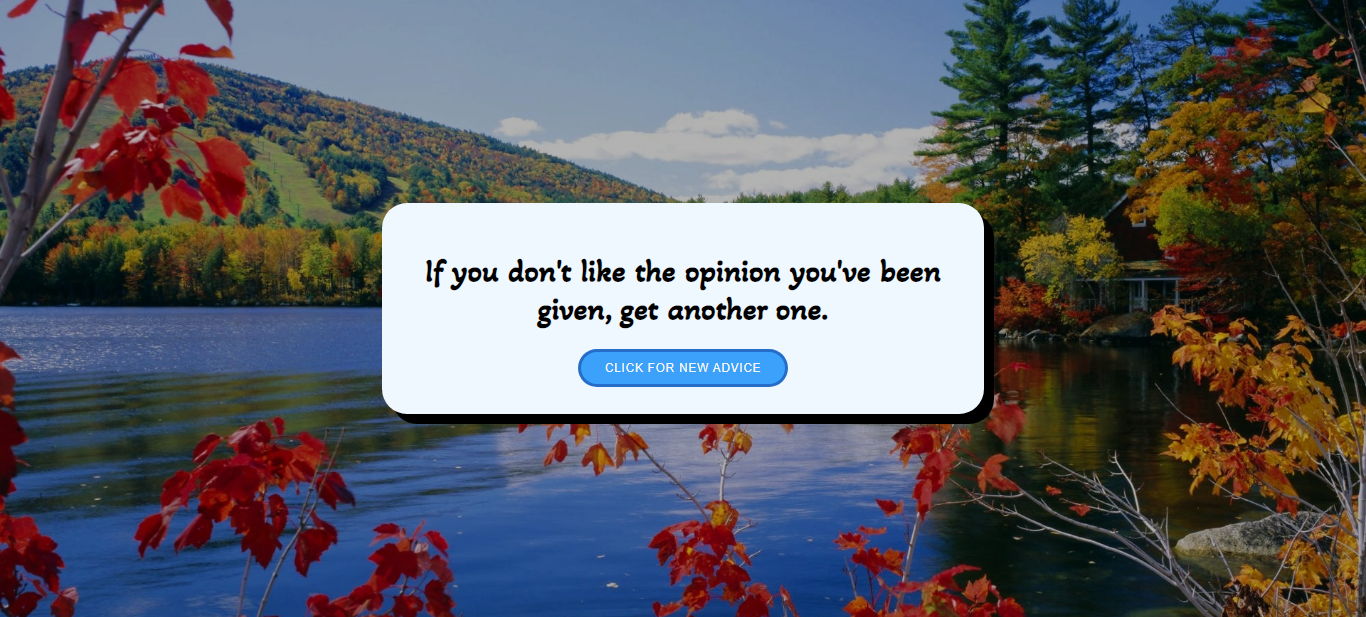 If you don't like the opinion you've been
given, get another one.
CLICK FOR NEW ADVICE